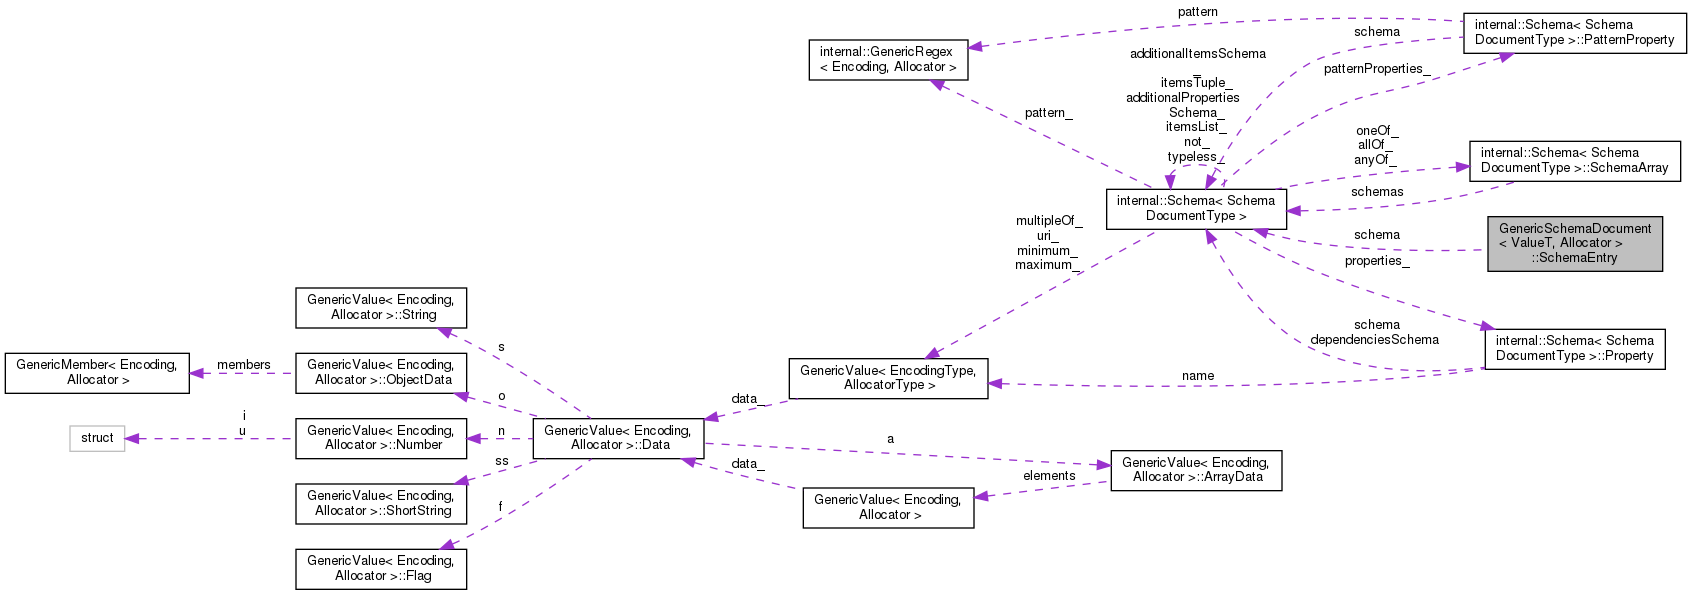 pattern
internal::Schema< Schema
DocumentType >::PatternProperty
schema
internal::GenericRegex
< Encoding, Allocator >
additionalItemsSchema
_
itemsTuple_
additionalProperties
Schema_
itemsList_
not_
typeless_
patternProperties_
pattern_
oneOf_
allOf_
anyOf_
internal::Schema< Schema
DocumentType >::SchemaArray
schemas
internal::Schema< Schema
DocumentType >
GenericSchemaDocument
< ValueT, Allocator >
::SchemaEntry
schema
properties_
multipleOf_
uri_
minimum_
maximum_
schema
dependenciesSchema
internal::Schema< Schema
DocumentType >::Property
name
GenericValue< EncodingType,
AllocatorType >
data_
GenericValue< Encoding,
Allocator >::String
s
GenericMember< Encoding,
Allocator >
members
GenericValue< Encoding,
Allocator >::ObjectData
o
struct
i
u
GenericValue< Encoding,
Allocator >::Number
n
GenericValue< Encoding,
Allocator >::Data
a
GenericValue< Encoding,
Allocator >::ArrayData
elements
data_
GenericValue< Encoding,
Allocator >
ss
GenericValue< Encoding,
Allocator >::ShortString
f
GenericValue< Encoding,
Allocator >::Flag